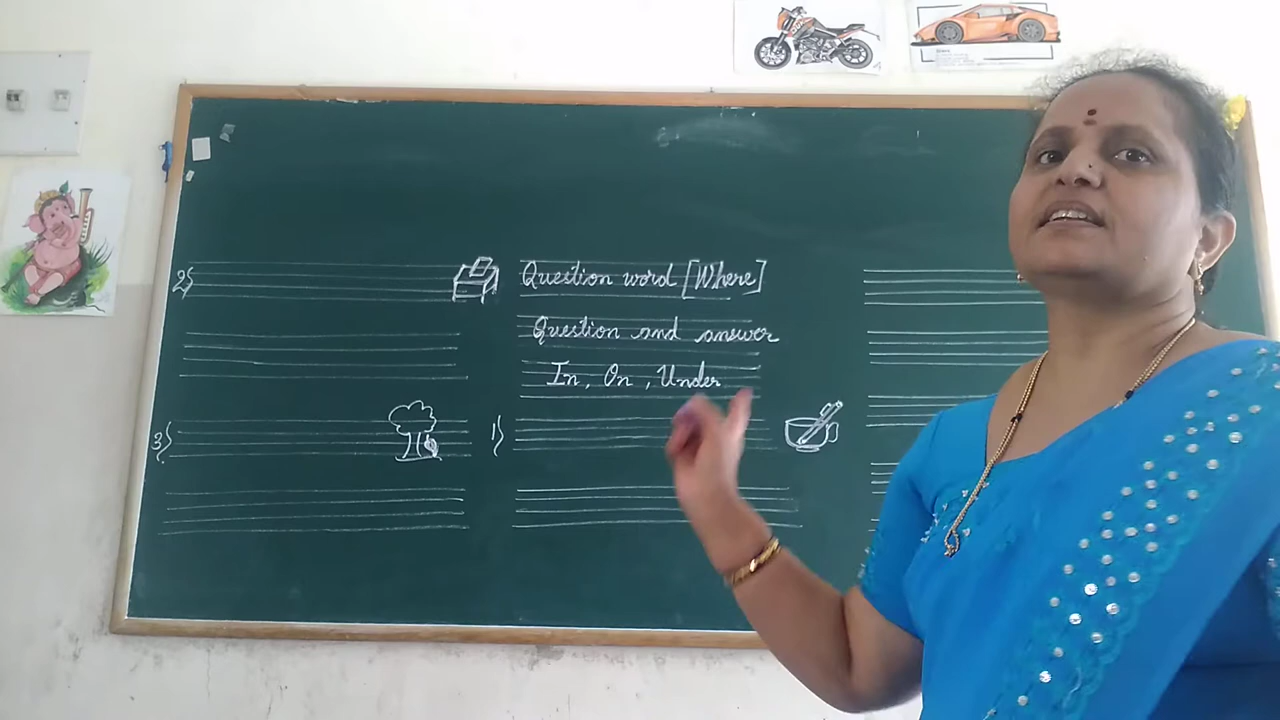 Question word [Where]
Question and answer
In, On, Under
2)
3)
1)